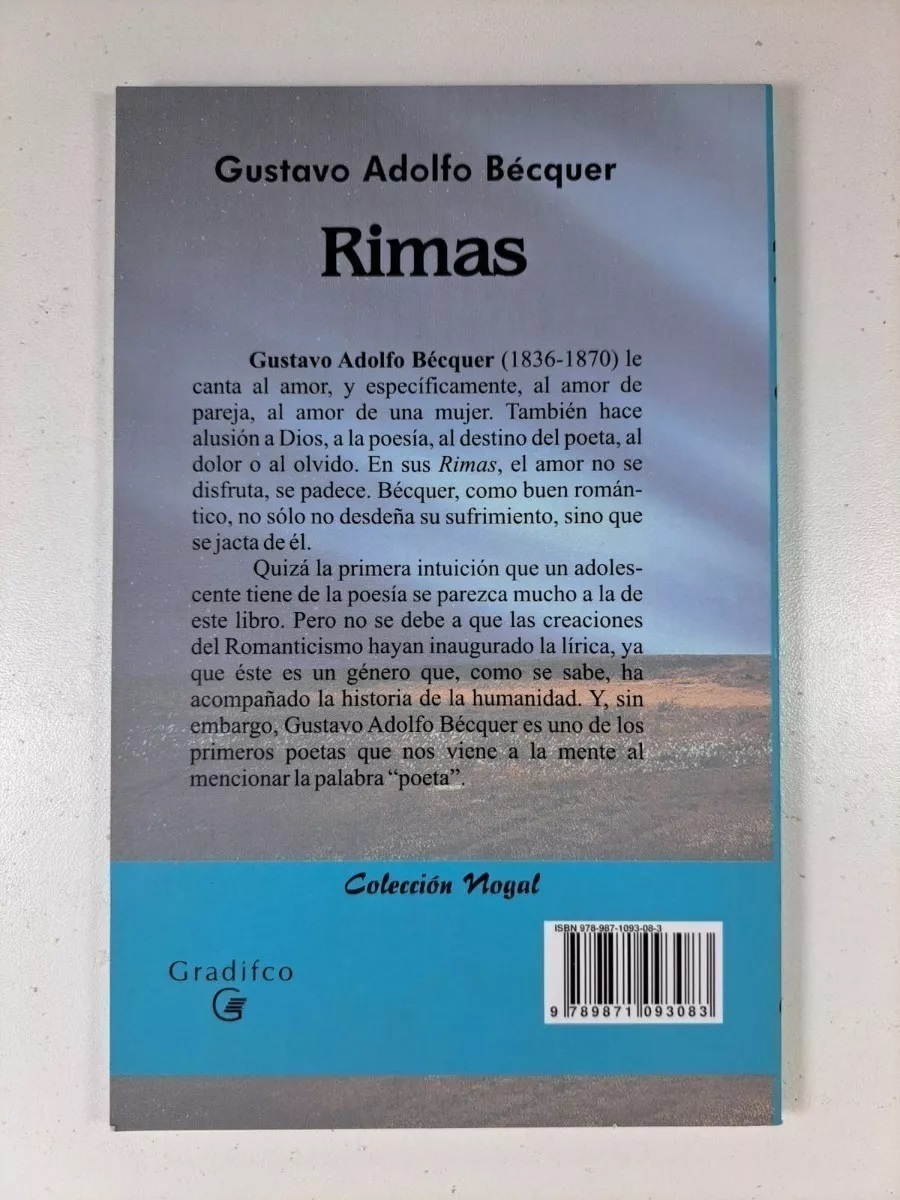 Gustavo Adolfo Bécquer
Rimas
Gustavo Adolfo Bécquer (1836-1870) le
canta al amor, y específicamente, al amor de
pareja, al amor de una mujer. También hace
alusión a Dios, a la poesía, al destino del poeta, al
dolor o al olvido. En sus Rimas, el amor no se
disfruta, se padece. Bécquer, como buen román-
tico, no sólo no desdeña su sufrimiento, sino que
se jacta de él.
Quizá la primera intuición que un adoles-
cente tiene de la poesía se parezca mucho a la de
este libro. Pero no se debe a que las creaciones
del Romanticismo hayan inaugurado la lírica, ya
que éste es un género que, como se sabe, ha
acompañado la historia de la humanidad. Y, sin
embargo, Gustavo Adolfo Bécquer es uno de los
primeros poetas que nos viene a la mente al
mencionar la palabra “poeta”.
Colección Nogal
Gradifco
G
ISBN 978-987-1093-08-3
9 789871 093083